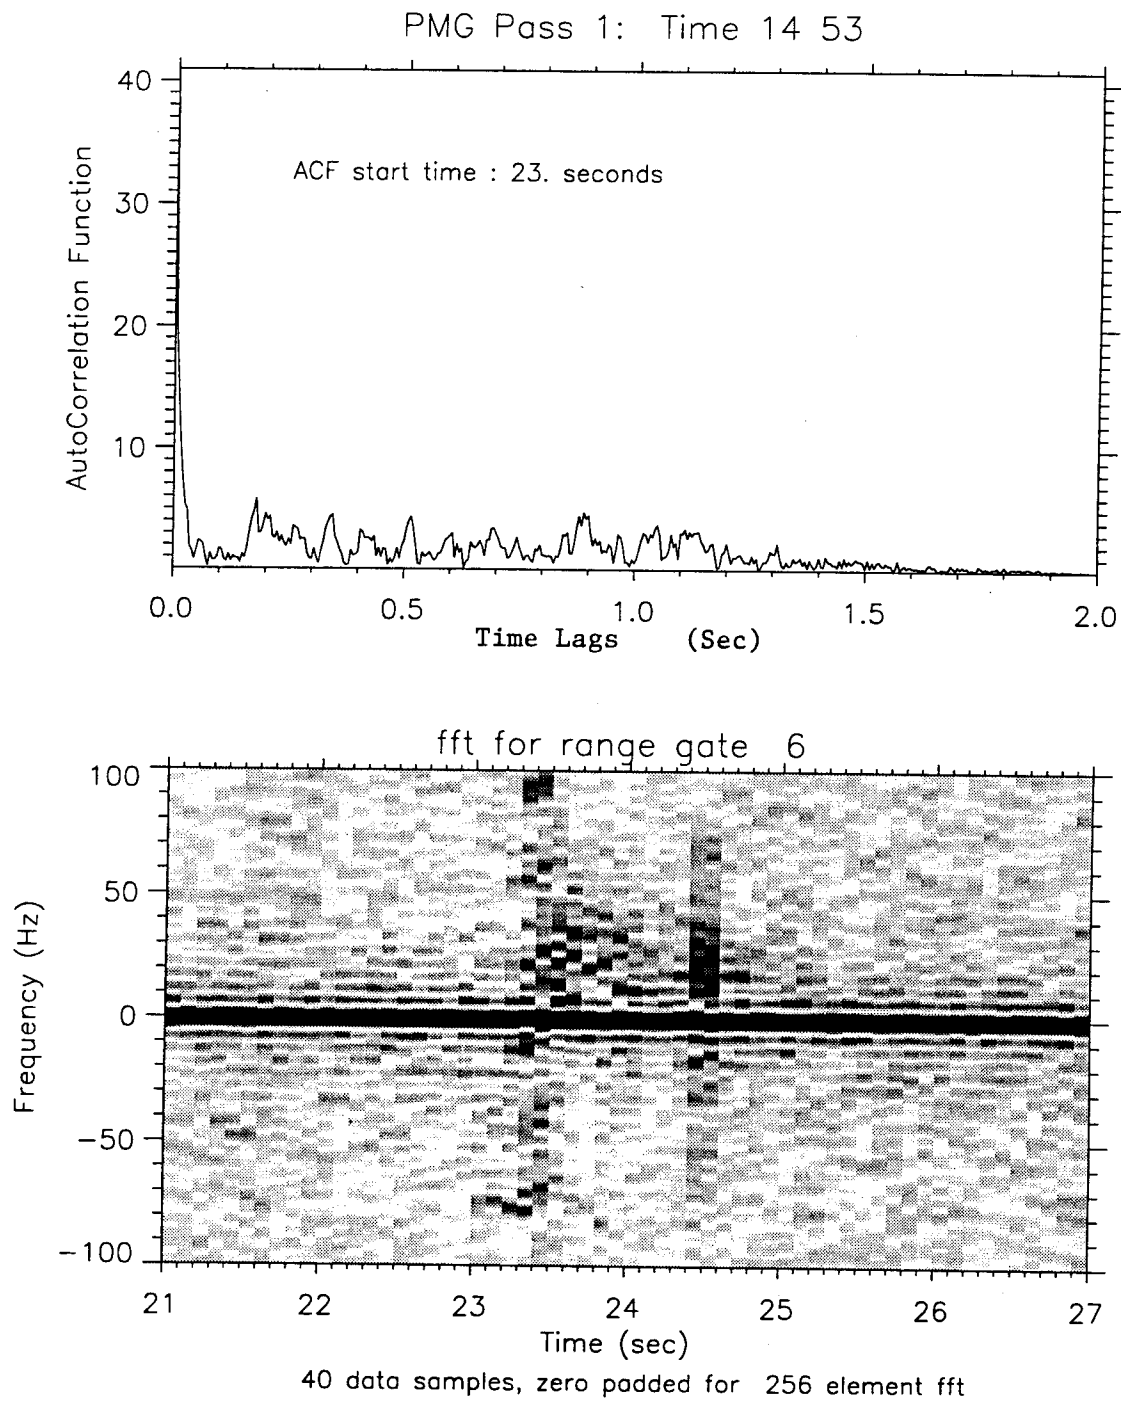 PMG Pass 1: Time 14 53
40
30
20
10
AutoCorrelation Function
ACF start time : 23. seconds
0.0 0.5 1.0 1.5 2.0
Time Lags (Sec)
fft for range gate 6
100
50
0
−50
−100
Frequency (Hz)
21 22 23 24 25 26 27
Time (sec)
40 data samples, zero padded for 256 element fft